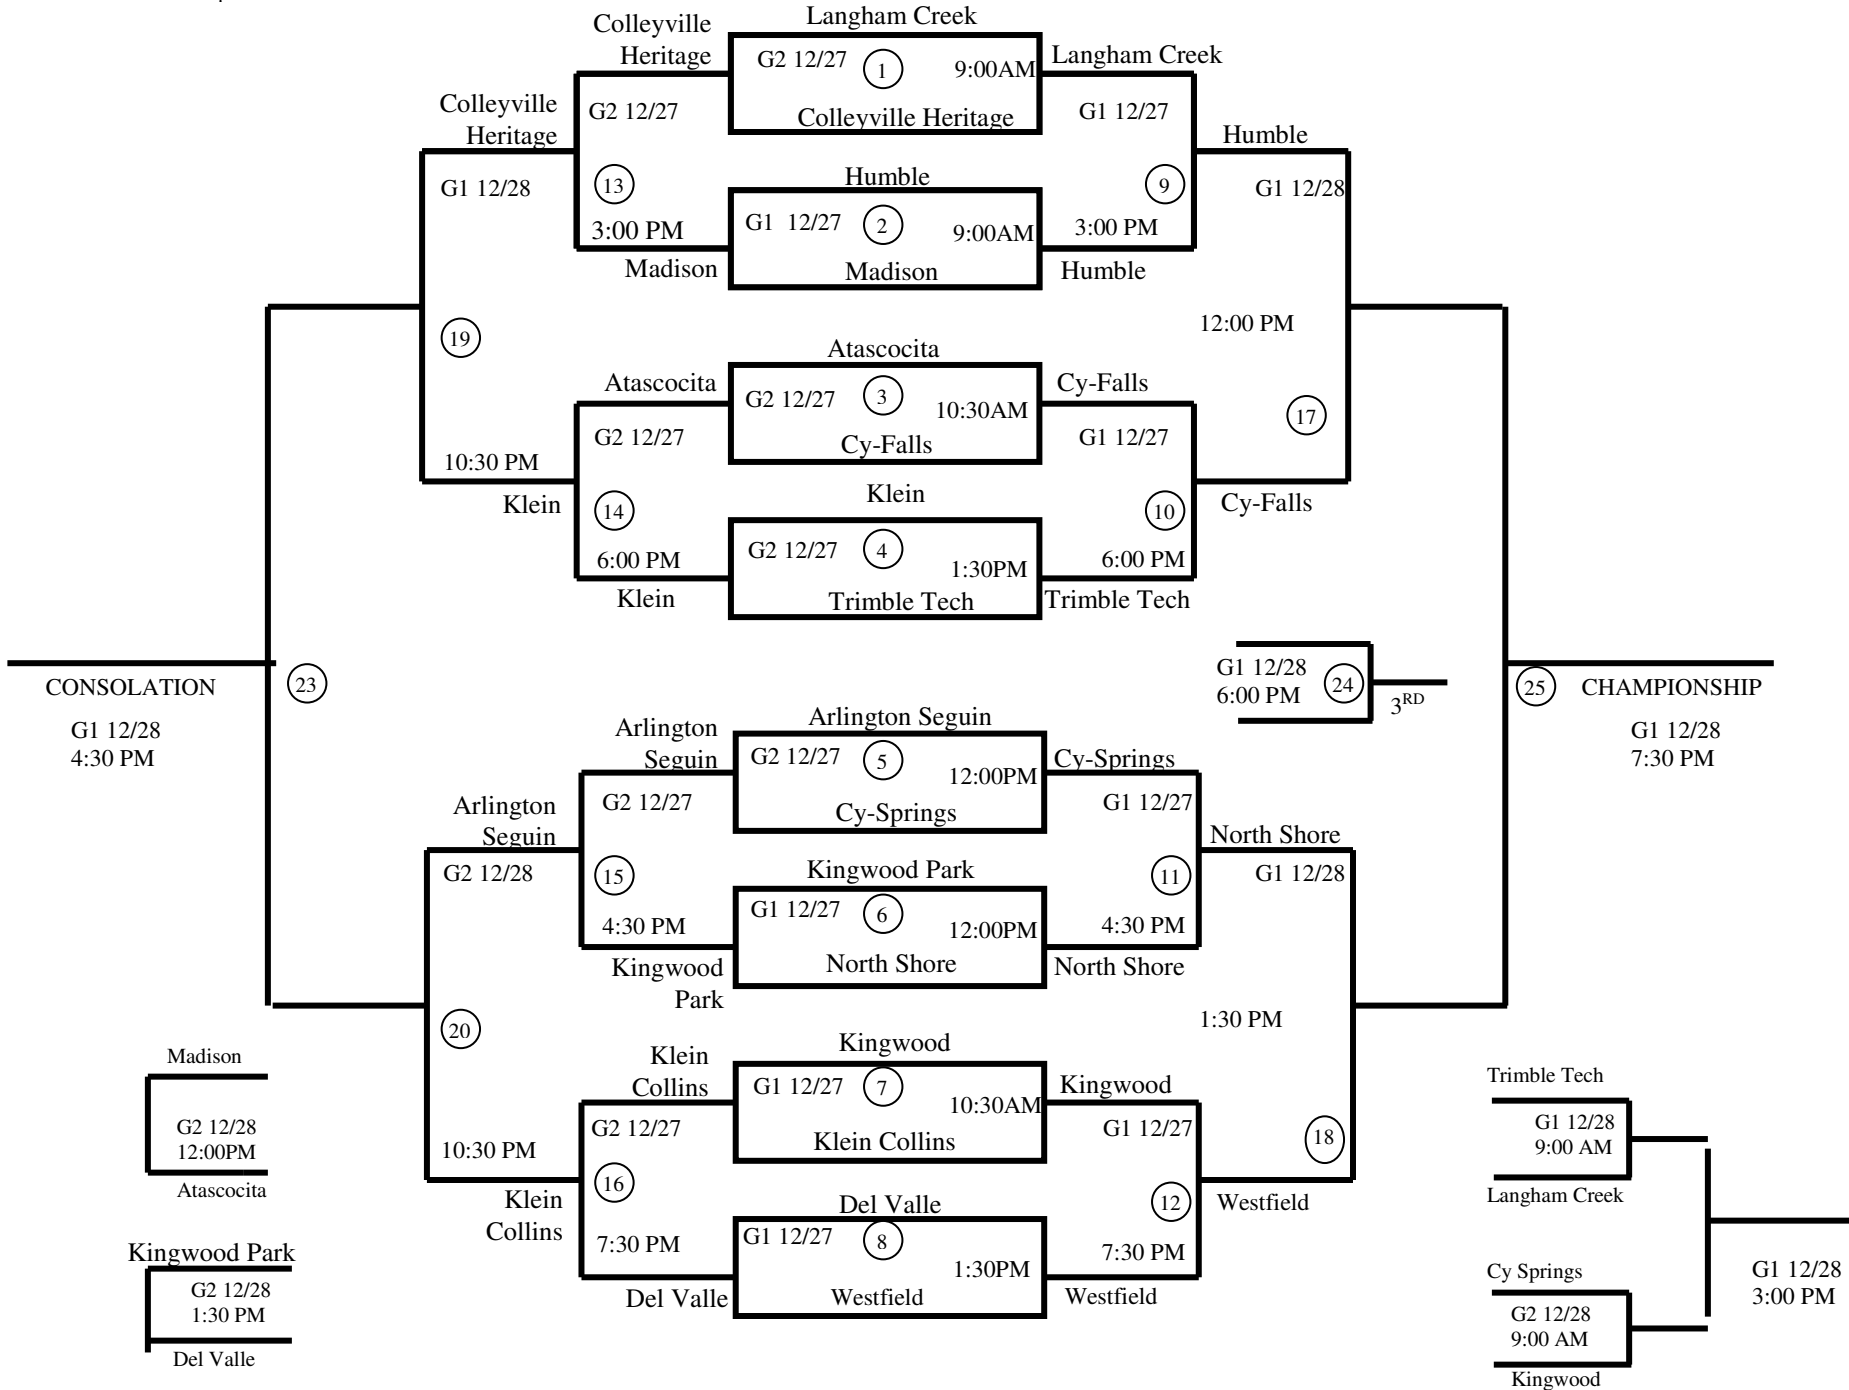 Langham Creek
Colleyville
Heritage
G2 12/27
1
9:00AM
Langham Creek
Colleyville Heritage
Colleyville
Heritage
G2 12/27
G1 12/27
Humble
13
3:00 PM
Humble
G1 12/27
2
9:00AM
Madison
Madison
9
3:00 PM
Humble
G1 12/28
G1 12/28
19
10:30 PM
12:00 PM
17
Atascocita
Atascocita
G2 12/27
3
10:30AM
Cy-Falls
Cy-Falls
G2 12/27
G1 12/27
Klein
14
6:00 PM
Klein
Klein
G2 12/27
4
1:30PM
Trimble Tech
10
6:00 PM
Trimble Tech
Cy-Falls
CONSOLATION
23
G1 12/28
4:30 PM
G1 12/28
6:00 PM
24
3RD
25
CHAMPIONSHIP
G1 12/28
7:30 PM
Arlington
Seguin
Arlington Seguin
G2 12/27
5
12:00PM
Cy-Springs
Cy-Springs
Arlington
Seguin
G2 12/27
G1 12/27
North Shore
15
4:30 PM
Kingwood
Park
Kingwood Park
G1 12/27
6
12:00PM
North Shore
11
4:30 PM
North Shore
G2 12/28
G1 12/28
20
10:30 PM
1:30 PM
18
Klein
Collins
Kingwood
G1 12/27
7
10:30AM
Klein Collins
Kingwood
G2 12/27
G1 12/27
Klein
Collins
16
7:30 PM
Del Valle
Del Valle
G1 12/27
8
1:30PM
Westfield
12
7:30 PM
Westfield
Westfield
Madison
G2 12/28
12:00PM
Atascocita
Kingwood Park
G2 12/28
1:30 PM
Del Valle
Trimble Tech
G1 12/28
9:00 AM
Langham Creek
Cy Springs
G2 12/28
9:00 AM
Kingwood
G1 12/28
3:00 PM